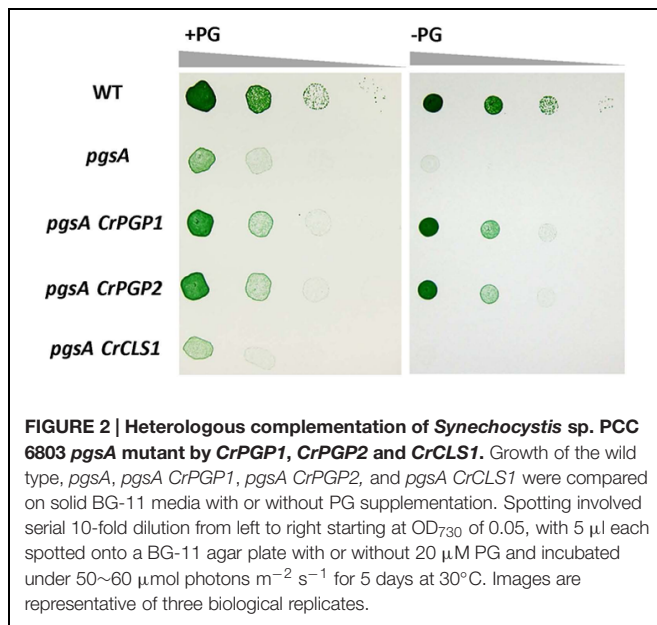 +PG
-PG
WT
pgsA
pgsA CrPGP1
pgsA CrPGP2
pgsA CrCLS1
FIGURE 2 | Heterologous complementation of Synechocystis sp. PCC
6803 pgsA mutant by CrPGP1, CrPGP2 and CrCLS1. Growth of the wild
type, pgsA, pgsA CrPGP1, pgsA CrPGP2, and pgsA CrCLS1 were compared
on solid BG-11 media with or without PG supplementation. Spotting involved
serial 10-fold dilution from left to right starting at OD730 of 0.05, with 5 μl each
spotted onto a BG-11 agar plate with or without 20 μM PG and incubated
under 50~60 μmol photons m−2 s−1 for 5 days at 30°C. Images are
representative of three biological replicates.